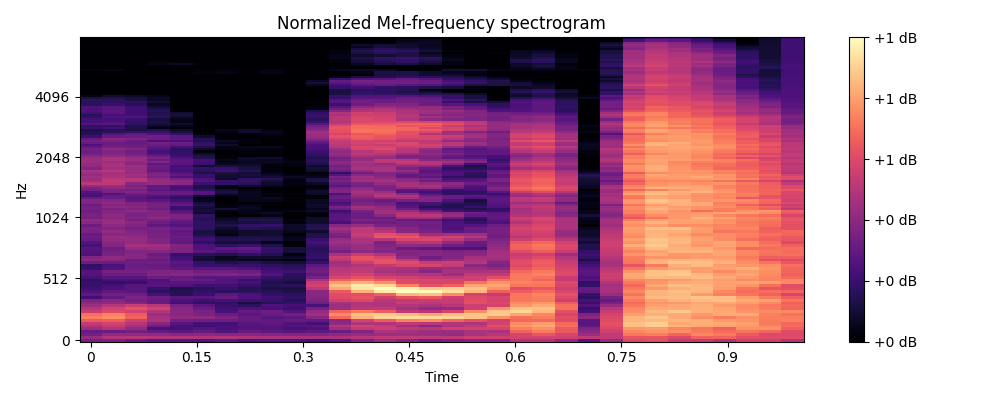 Normalized Mel-frequency spectrogram
Hz
4096
2048
1024
512
0
0 0.15 0.3 0.45 0.6 0.75 0.9
Time
+1 dB
+1 dB
+1 dB
+0 dB
+0 dB
+0 dB